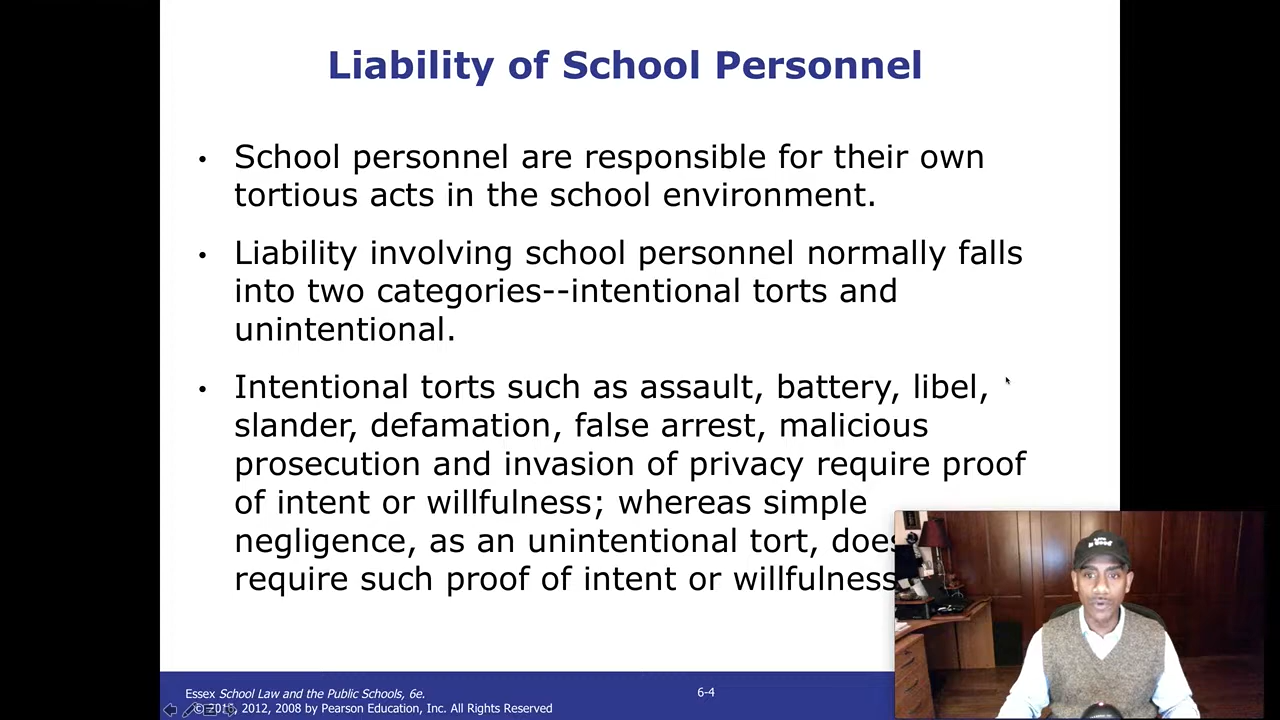 Liability of School Personnel
• School personnel are responsible for their own
tortious acts in the school environment.
• Liability involving school personnel normally falls
into two categories--intentional torts and
unintentional.
• Intentional torts such as assault, battery, libel,
slander, defamation, false arrest, malicious
prosecution and invasion of privacy require proof
of intent or willfulness; whereas simple
negligence, as an unintentional tort, does
require such proof of intent or willfulness
Essex School Law and the Public Schools, 6e.
6-4
2012, 2008 by Pearson Education, Inc. All Rights Reserved